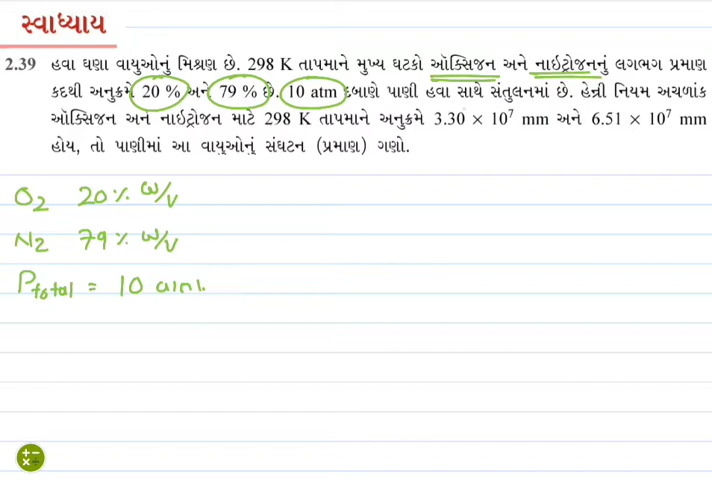 સ્વાધ્યાય
2.39 હવા ઘણા વાયુઓનું મિશ્રણ છે. 298 K તાપમાને મુખ્ય ઘટકો ઑક્સિજન અને નાઇટ્રોજનનું લગભગ પ્રમાણ
કદથી અનુક્રમે 20 % અને 79 % છે. 10 atm દબાણે પાણી હવા સાથે સંતુલનમાં છે. હેન્રી નિયમ અચળાંક
ઑક્સિજન અને નાઇટ્રોજન માટે 298 K તાપમાને અનુક્રમે 3.30 × 10⁷ mm અને 6.51 × 10⁷ mm
હોય, તો પાણીમાં આ વાયુઓનું સંઘટન (પ્રમાણ) ગણો.
O₂ 20 % W/V
N₂ 79 % W/V
Ptotal = 10 atm.